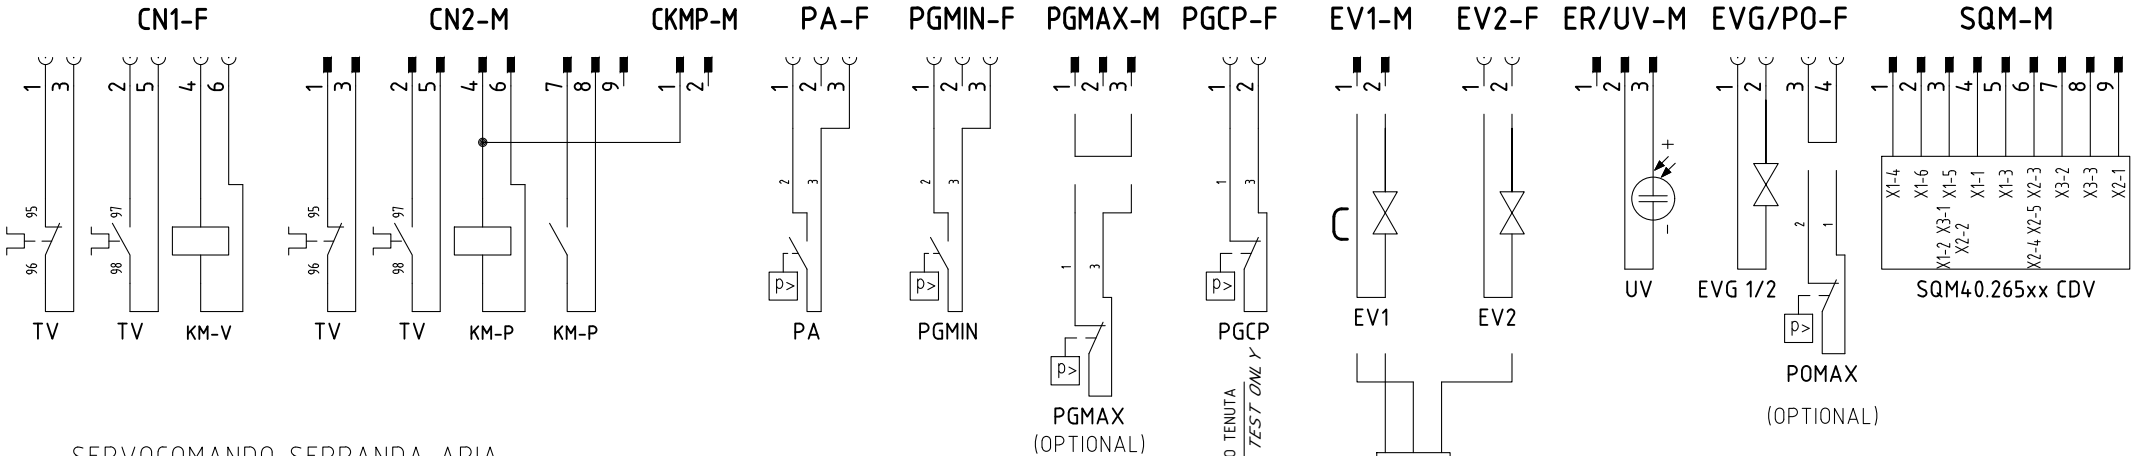 CN1-F CN2-M CKMP-M PA-F PGMIN-F PGMAX-M PGCP-F EV1-M EV2-F ER/UV-M EVG/PO-F SQM-M
1 3 2 5 4 6 1 3 2 5 4 6 7 8 9 1 2 1 2 3 1 2 3 1 2 3 1 2 1 2 1 2 1 2 3 1 2 3 4 1 2 3 4 5 6 7 8 9
+
2 3 2 3 1 3 X1-4 X1-6 X1-5 X1-1 X1-3 X2-3 X3-2 X3-3 X2-1
95 97 95 97 X1-2 X3-1 X2-2 X2-4 X2-5
-
2 1
96 98 96 98 1 3
p> p> p>
UV EVG 1/2 SQM40.265xx CDV
TV TV KM-V TV TV KM-P KM-P PA PGMIN PGCP EV1 EV2
p>
p>
p>
POMAX
(OPTIONAL)
PGMAX
(OPTIONAL)
TENUTA
TEST ONLY
SERVOCOMANDO SERRANDA ARIA